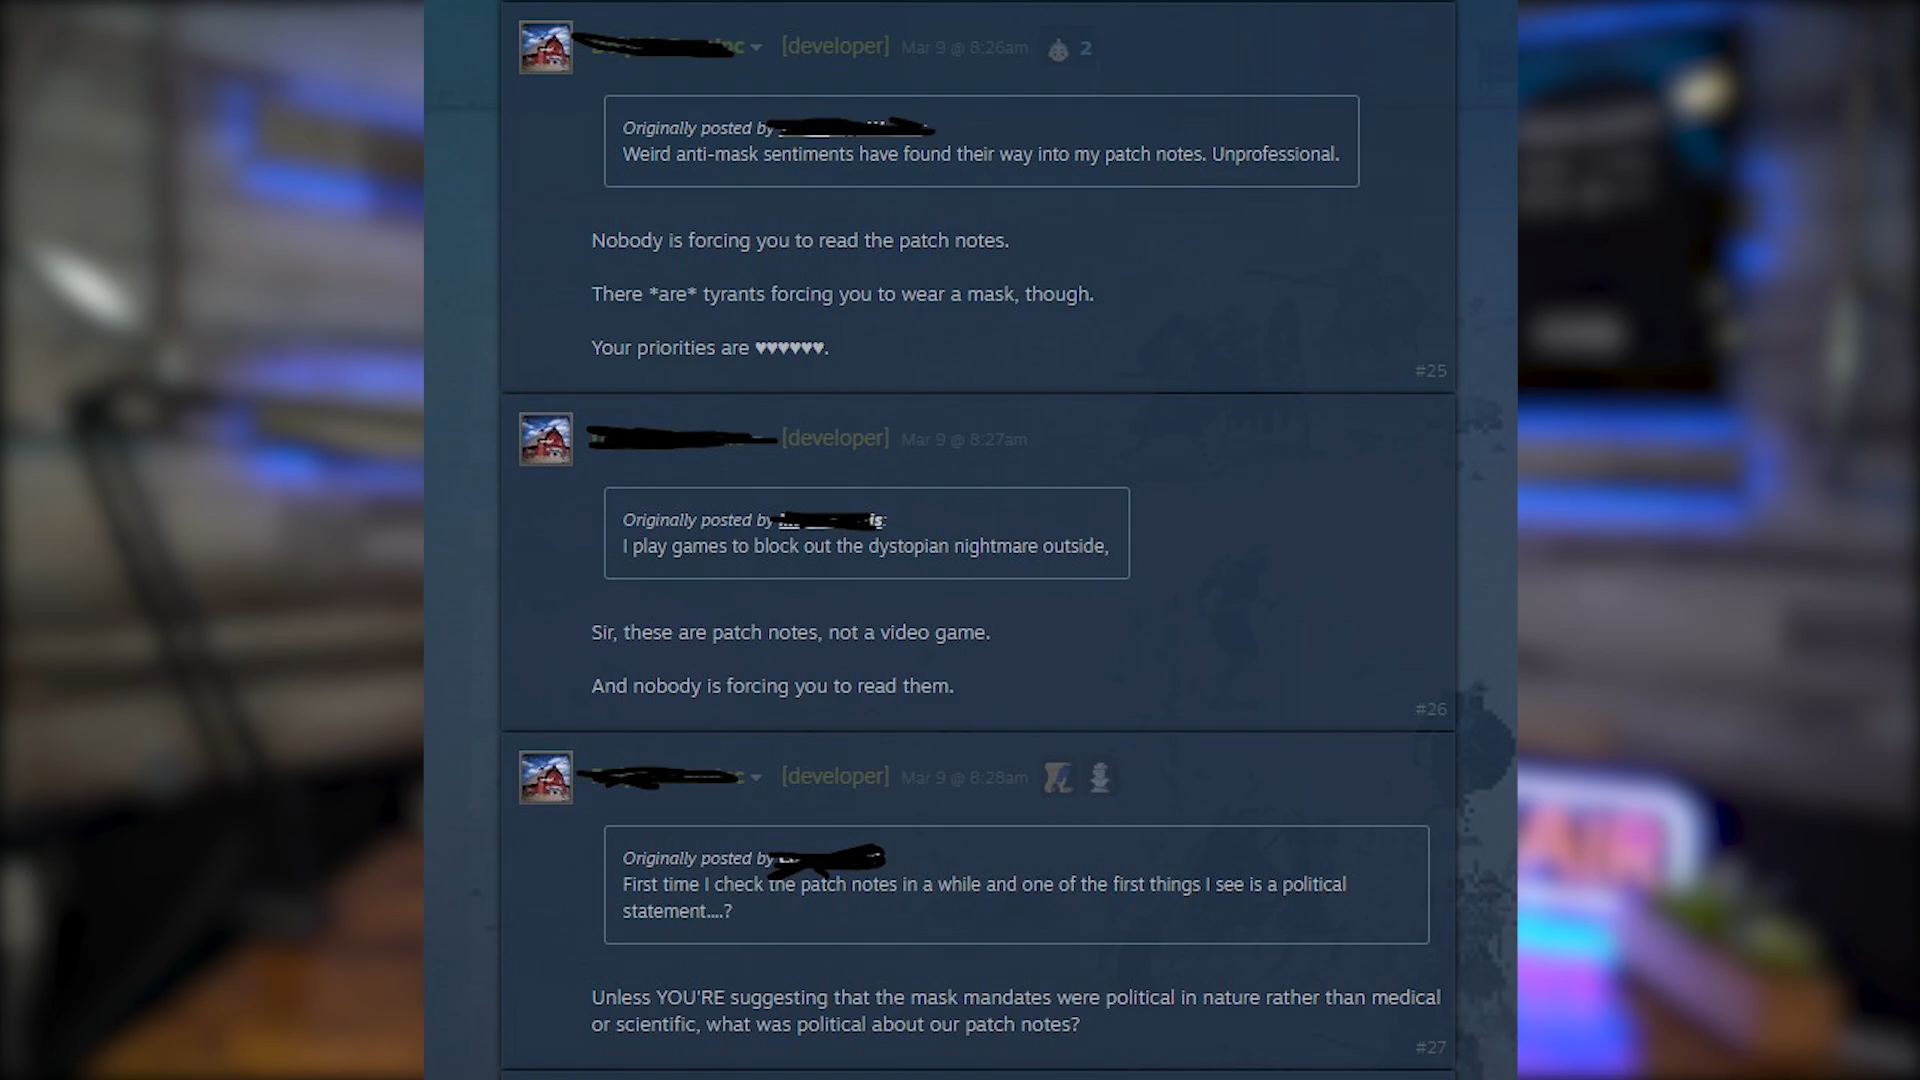 [developer] Mar 9 @ 8:26am 2
Originally posted by
Weird anti-mask sentiments have found their way into my patch notes. Unprofessional.
Nobody is forcing you to read the patch notes.
There *are* tyrants forcing you to wear a mask, though.
Your priorities are ♥♥♥♥♥♥.
#25
[developer] Mar 9 @ 8:27am
Originally posted by
I play games to block out the dystopian nightmare outside,
Sir, these are patch notes, not a video game.
And nobody is forcing you to read them.
#26
[developer] Mar 9 @ 8:28am
Originally posted by
First time I check the patch notes in a while and one of the first things I see is a political
statement....?
Unless YOU'RE suggesting that the mask mandates were political in nature rather than medical
or scientific, what was political about our patch notes?
#27